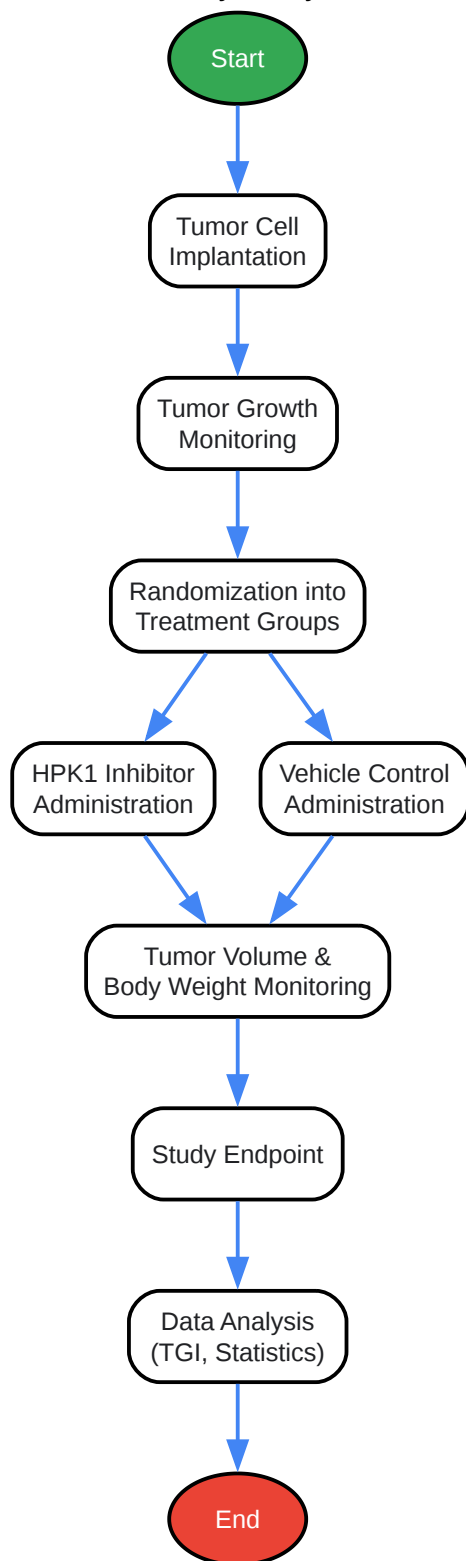 Start
Tumor Cell
Implantation
Tumor Growth
Monitoring
Randomization into
Treatment Groups
HPK1 Inhibitor
Administration
Vehicle Control
Administration
Tumor Volume &
Body Weight Monitoring
Study Endpoint
Data Analysis
(TGI, Statistics)
End